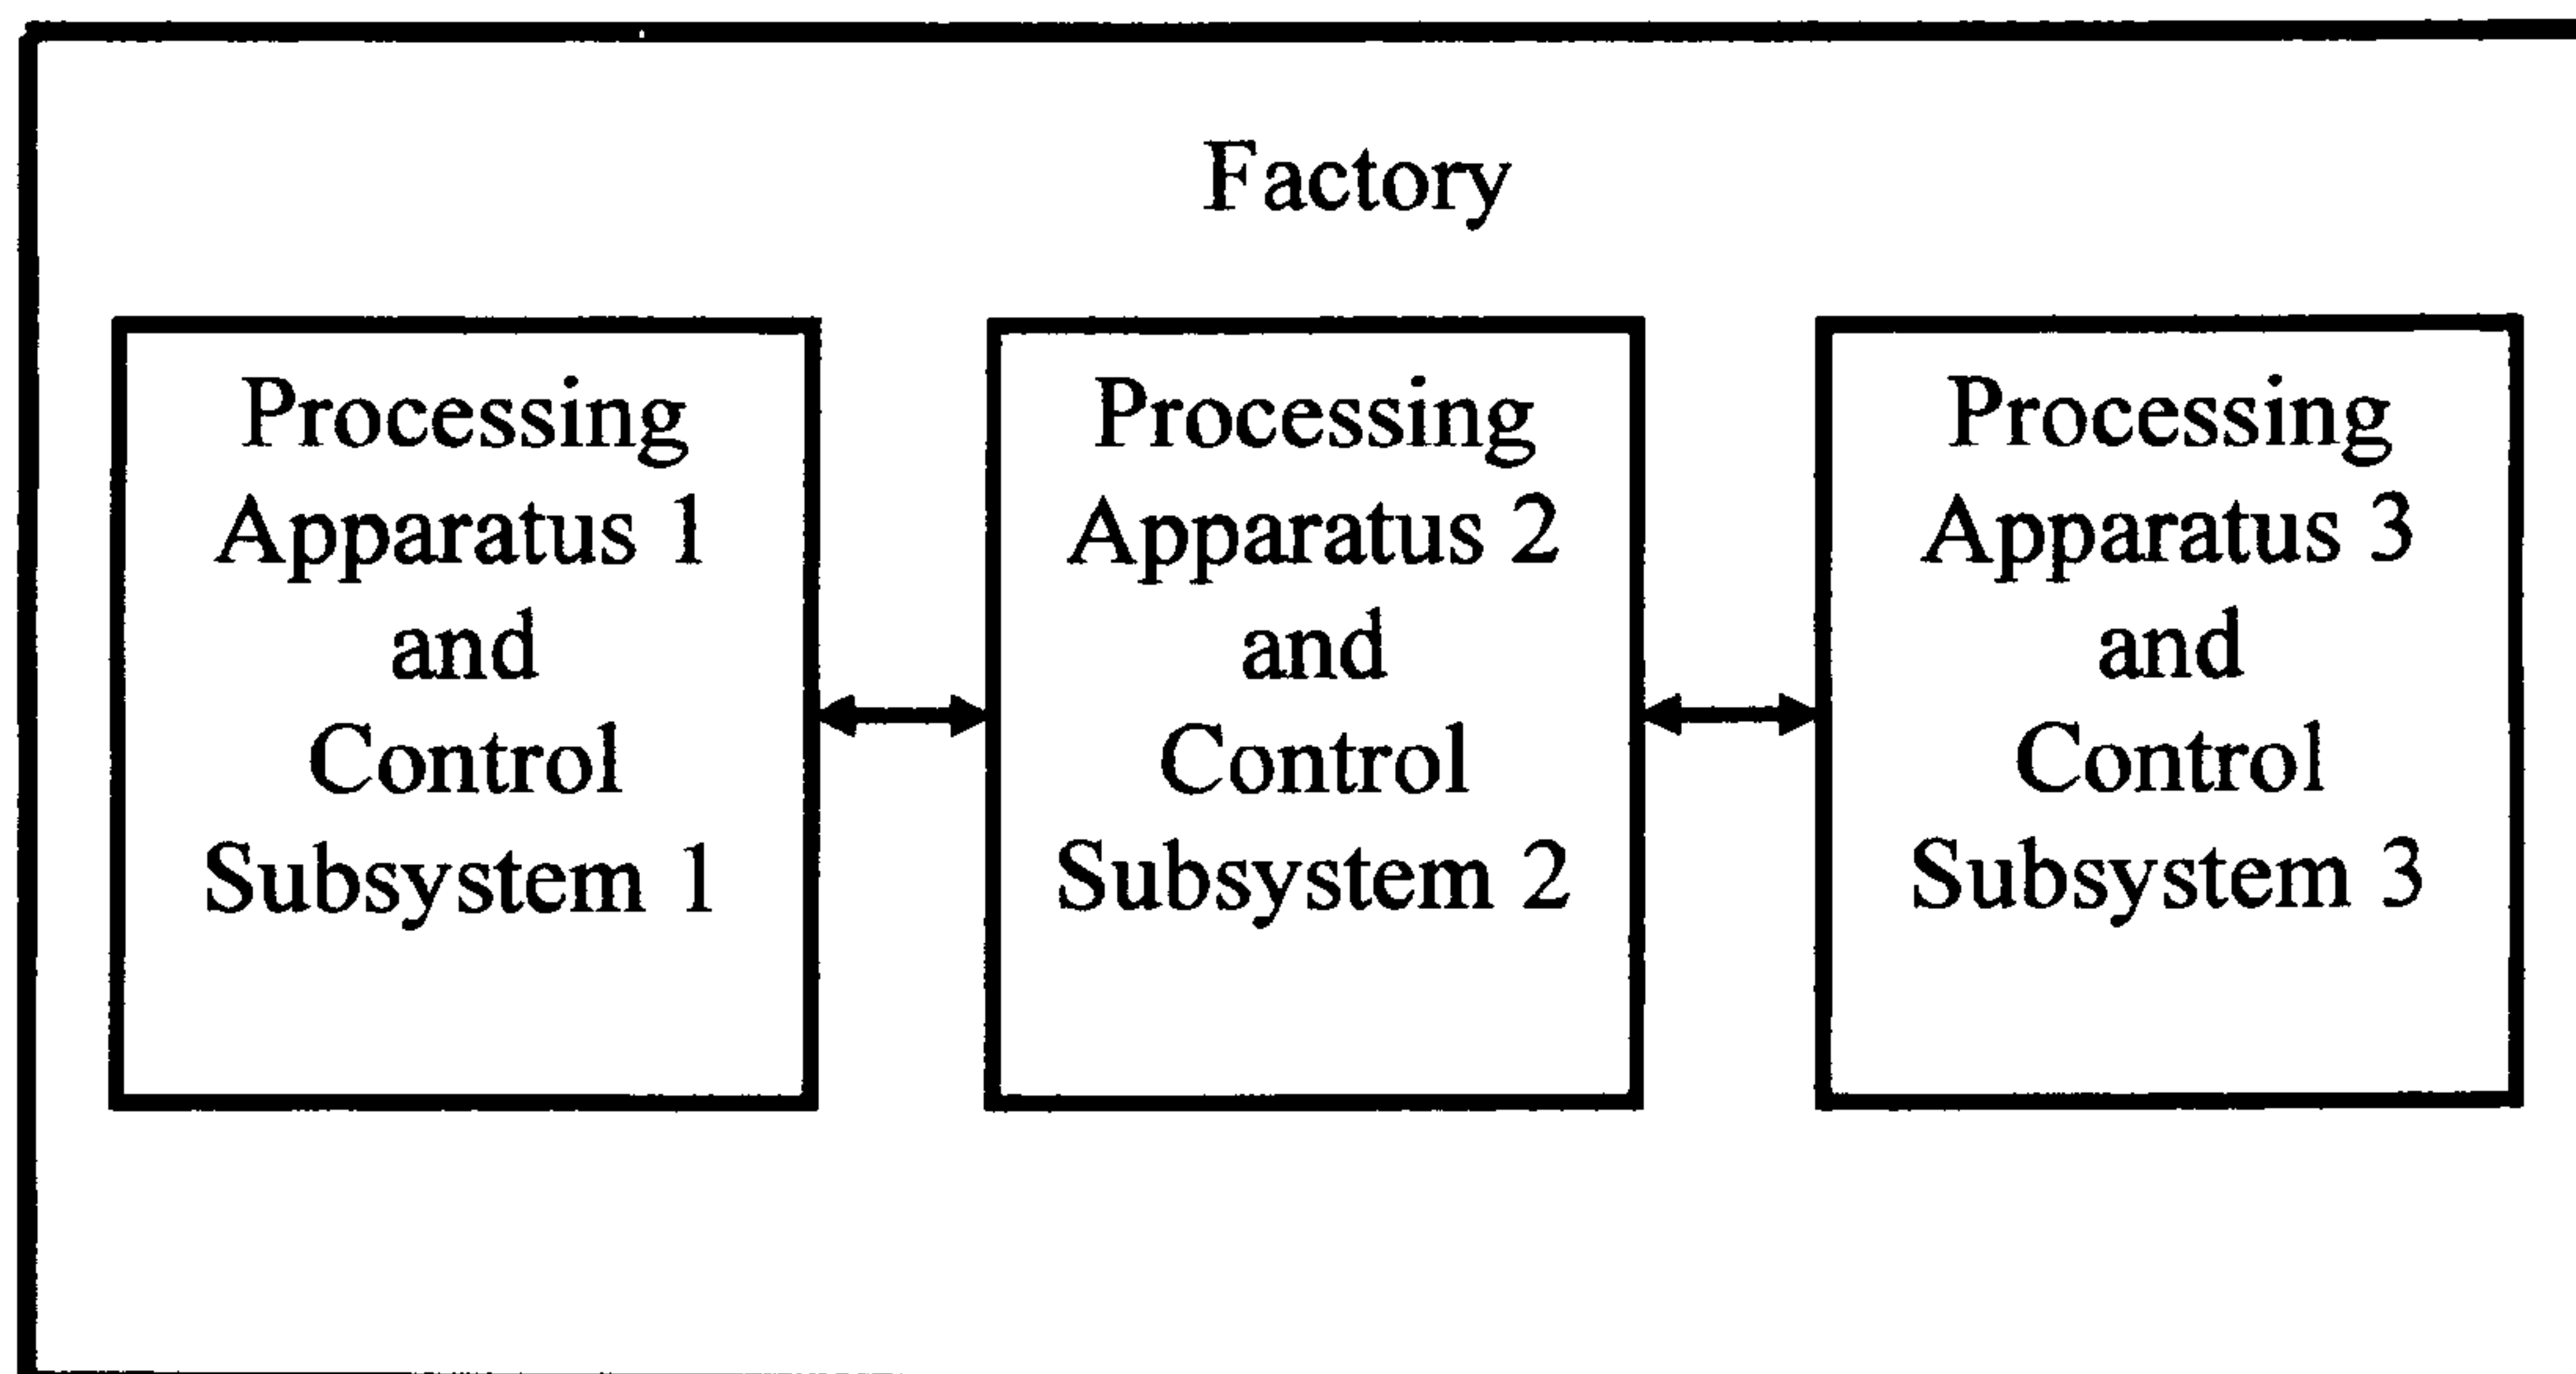 Factory
Processing
Apparatus 1
and
Control
Subsystem 1
Processing
Apparatus 2
and
Control
Subsystem 2
Processing
Apparatus 3
and
Control
Subsystem 3